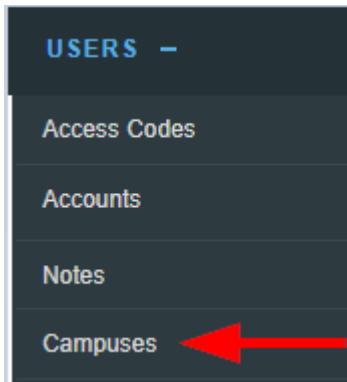 USERS –
Access Codes
Accounts
Notes
Campuses